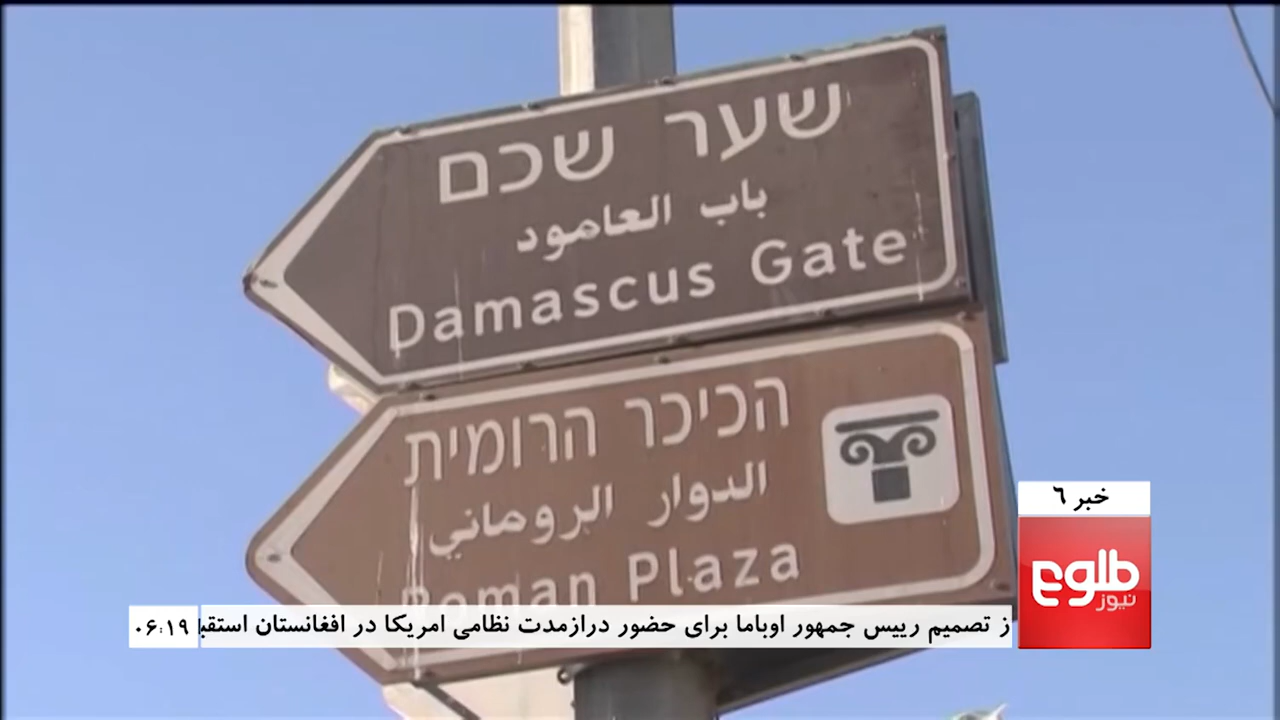 שער שכם
باب العامود
Damascus Gate
הכיכר הרומית
الدوار الروماني
Roman Plaza
خبر ٦
طلوع
نیوز
ز تصمیم رییس جمهور اوباما برای حضور درازمدت نظامی امریکا در افغانستان استقب
۰۶:۱۹